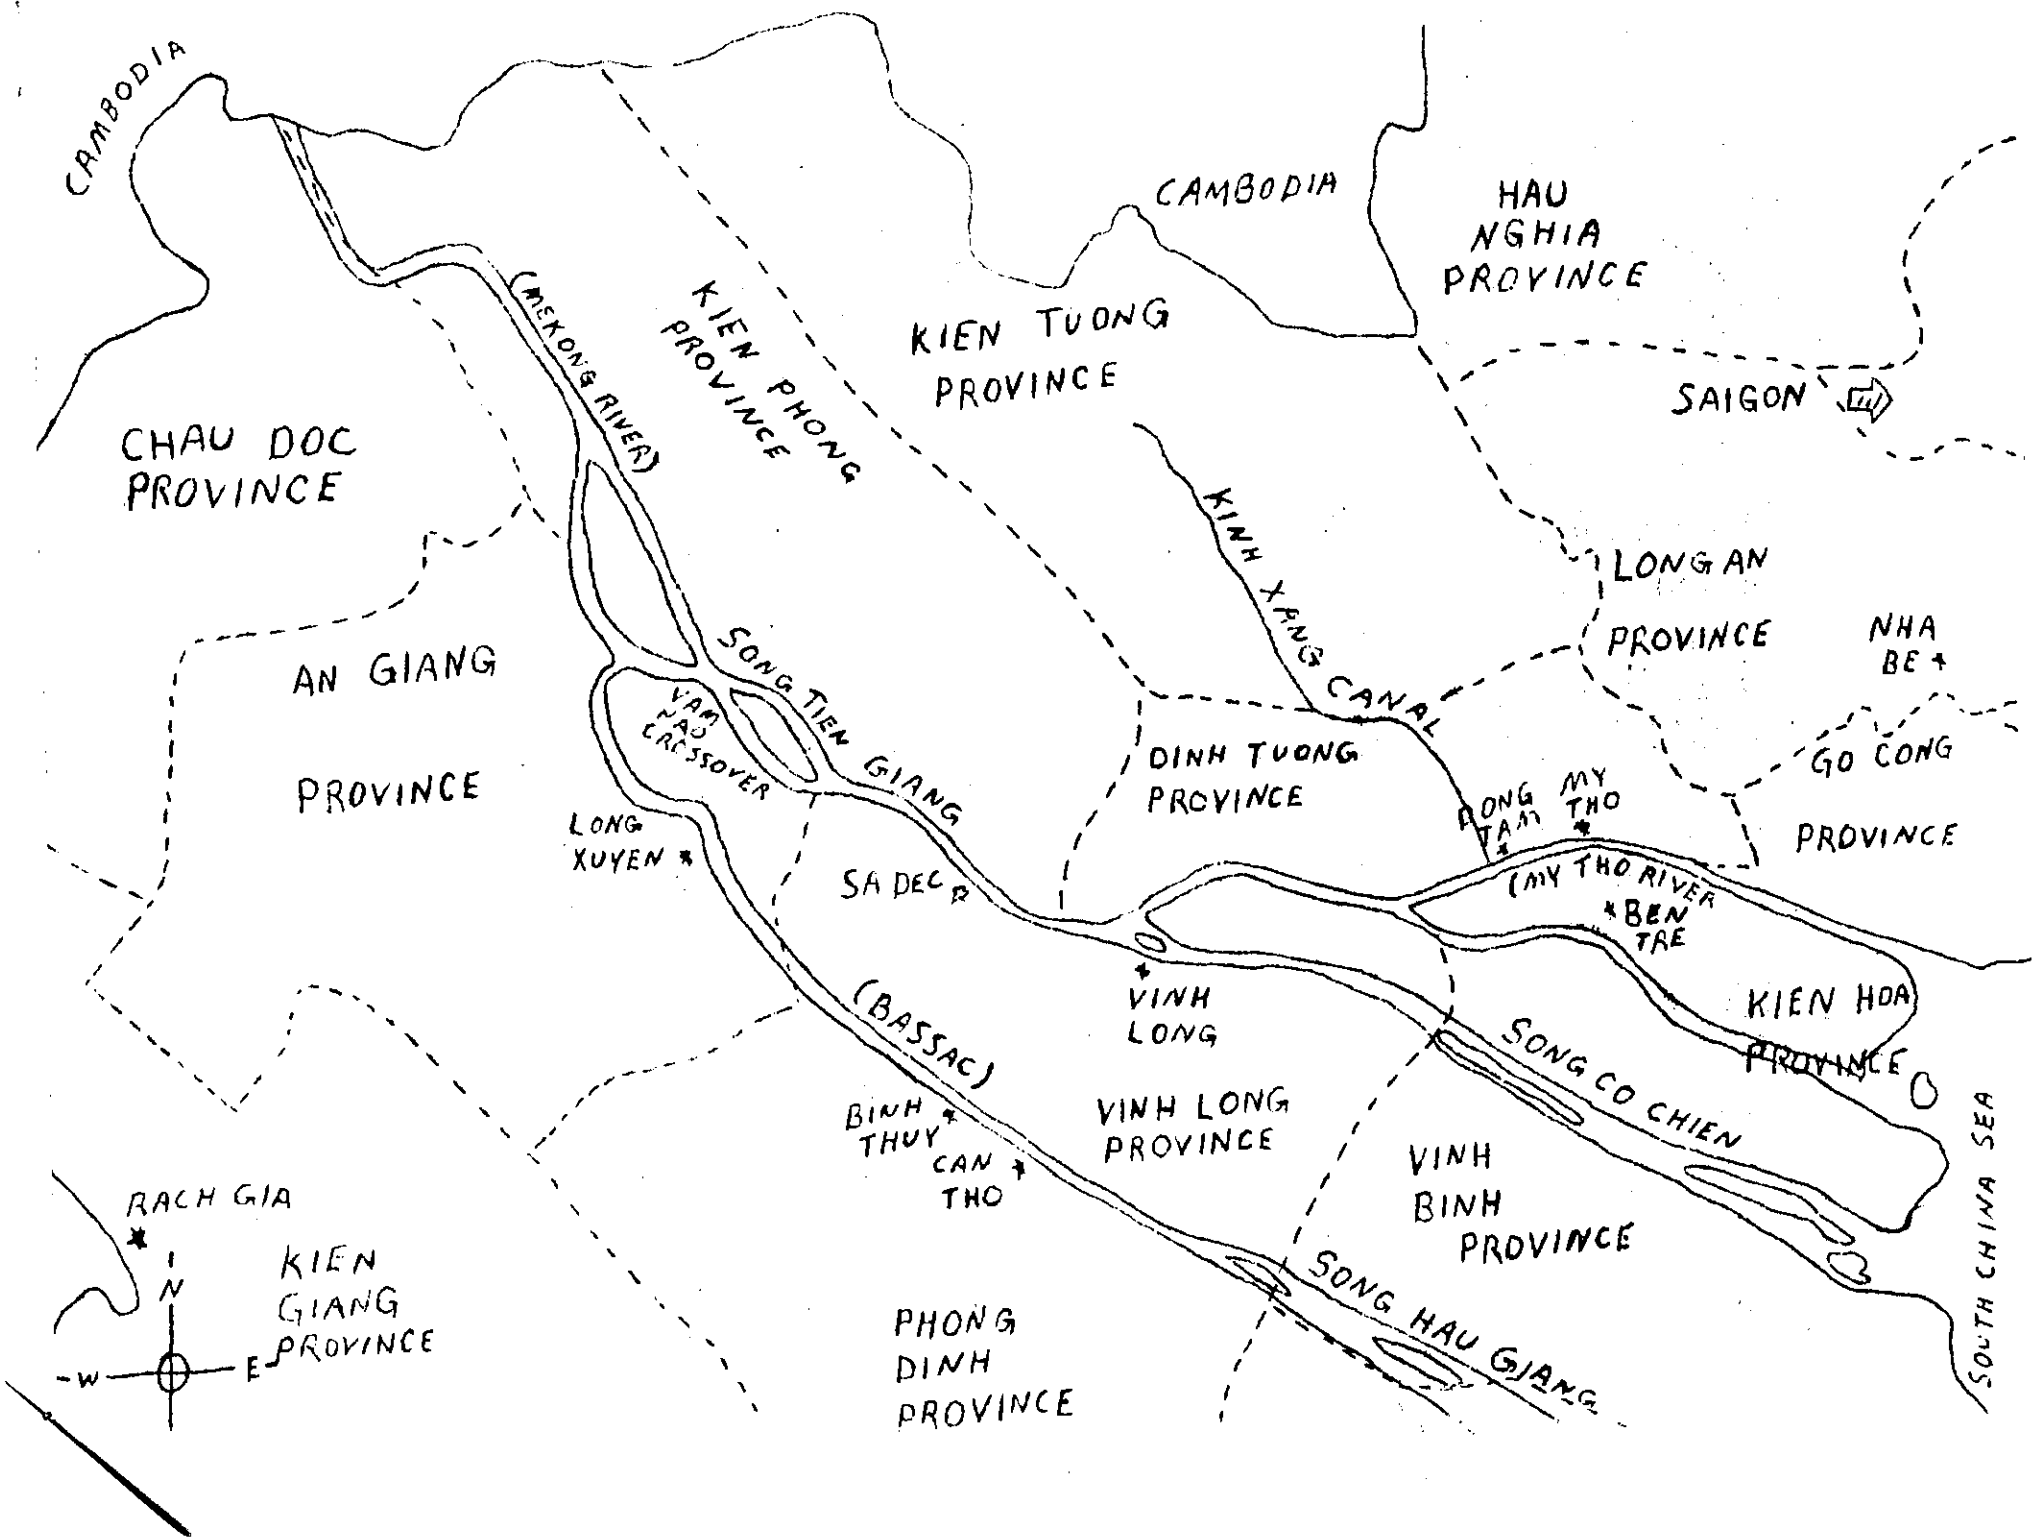 CAMBODIA
CAMBODIA
HAU
NGHIA
PROVINCE
(MEKONG RIVER)
KIEN PHONG
PROVINCE
KIEN TUONG
PROVINCE
SAIGON
CHAU DOC
PROVINCE
KINH XANG CANAL
LONG AN
PROVINCE
NHA
BE
AN GIANG
PROVINCE
SONG TIEN GIANG
VAM
NAO
CROSSOVER
DINH TUONG
PROVINCE
GO CONG
PROVINCE
DONG
TAM
MY
THO
LONG
XUYEN
SA DEC
(MY THO RIVER
BEN
TRE
VINH
LONG
KIEN HOA
PROVINCE
(BASSAC)
SONG CO CHIEN
BINH
THUY
CAN
THO
VINH LONG
PROVINCE
VINH
BINH
PROVINCE
SOUTH CHINA SEA
RACH GIA
KIEN
GIANG
PROVINCE
N
W
E
PHONG
DINH
PROVINCE
SONG HAU GIANG